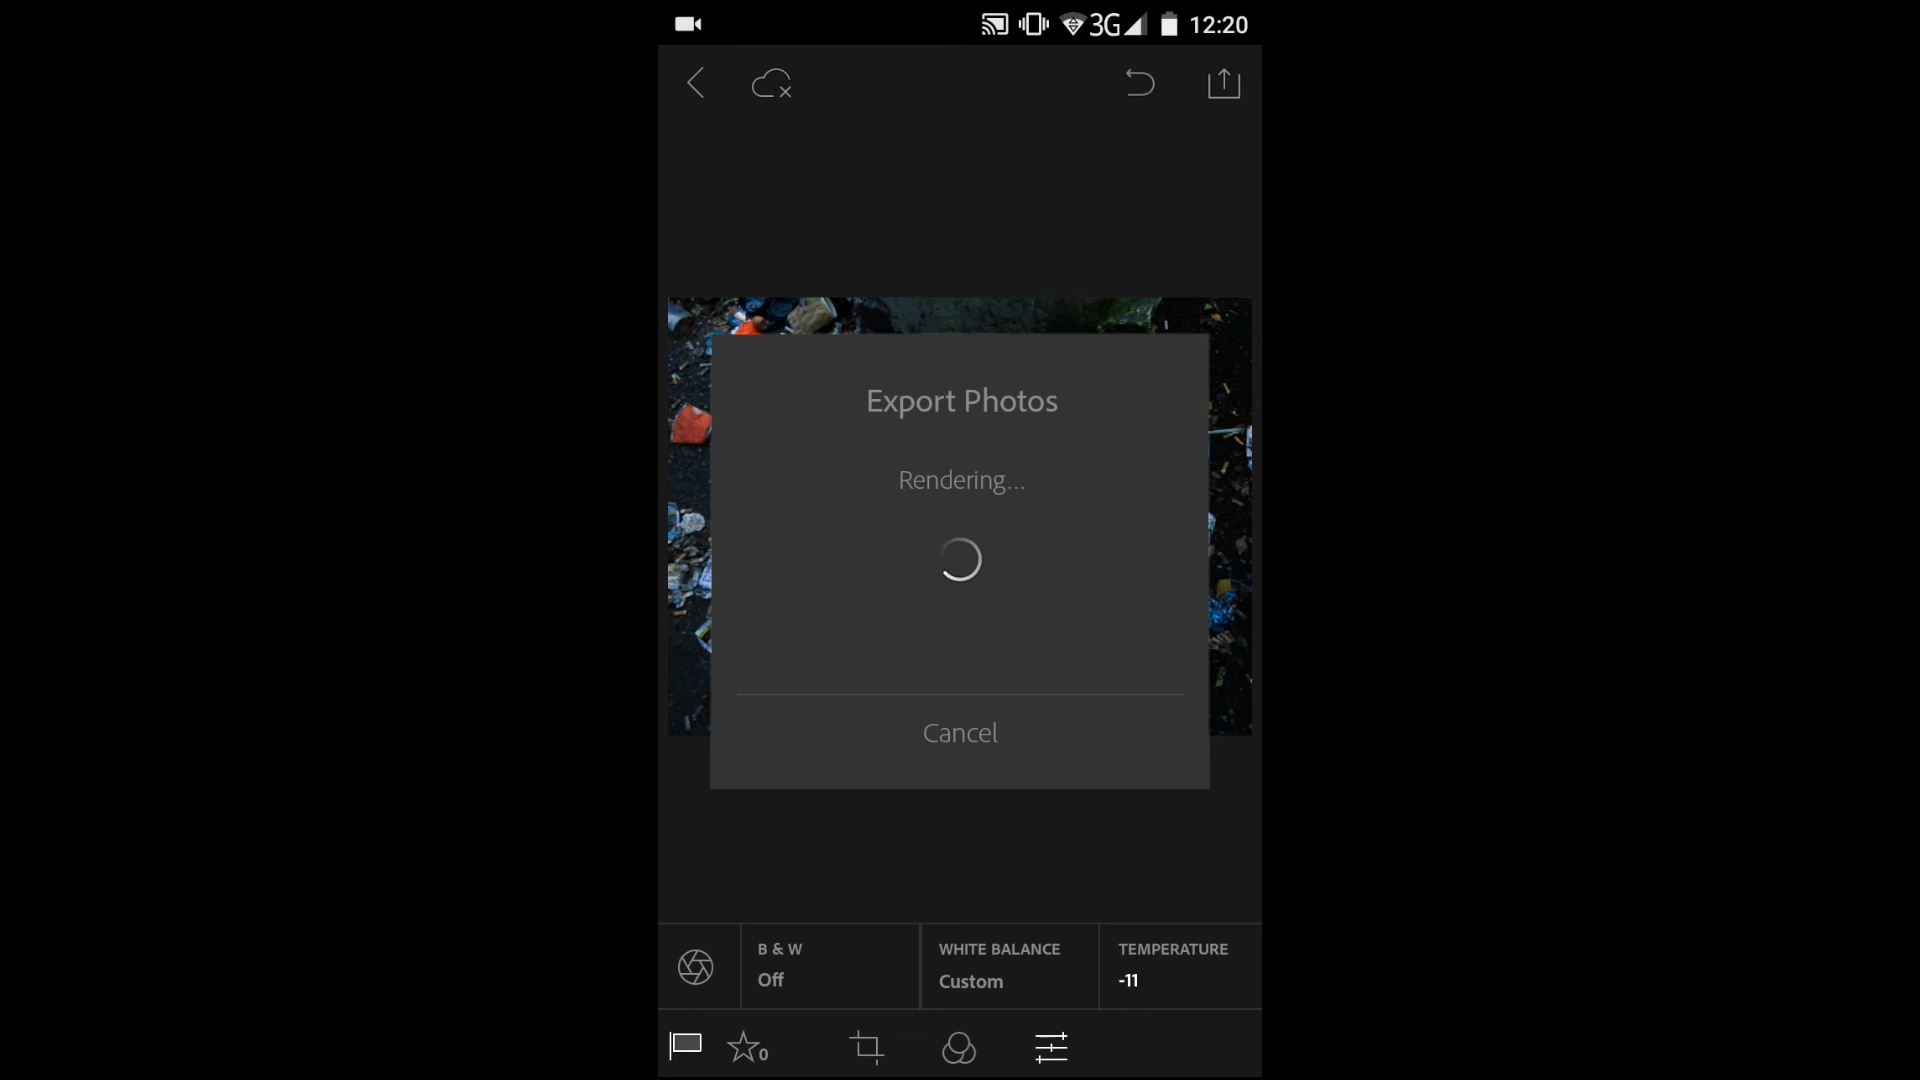 3G 12:20
Export Photos
Rendering...
Cancel
B & W
Off
WHITE BALANCE
Custom
TEMPERATURE
-11
0